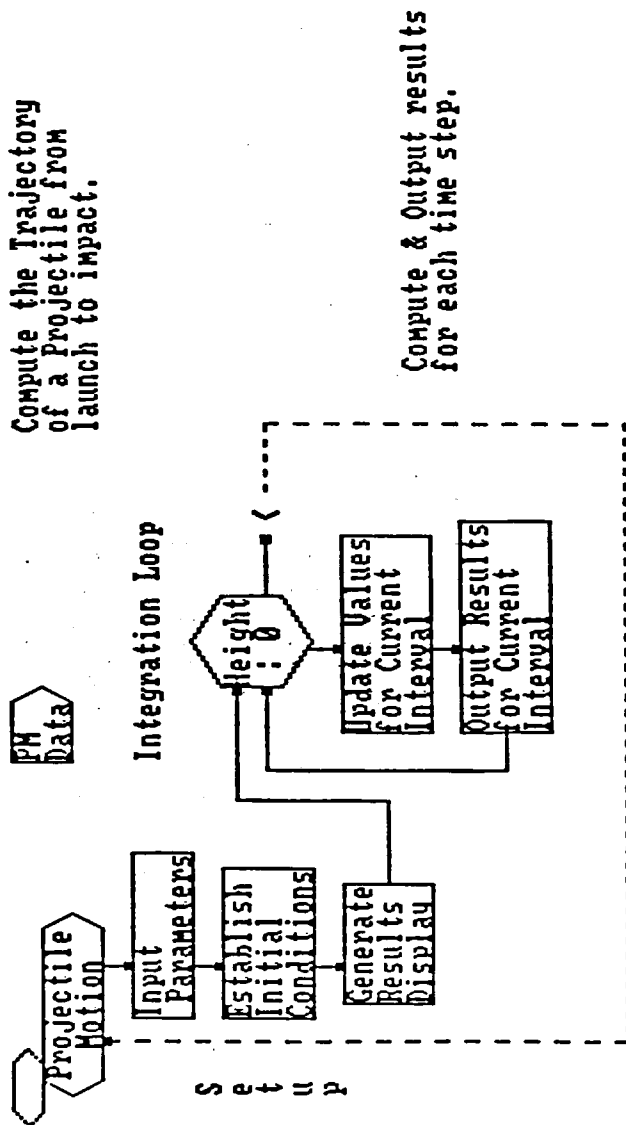 PM
Data
Compute the Trajectory
of a Projectile from
launch to impact.
Projectile
Motion
Integration Loop
Setup
Input
Parameters
Establish
Initial
Conditions
Generate
Results
Display
Height
: 0
<
Update Values
for Current
Interval
Output Results
for Current
Interval
Compute & Output results
for each time step.